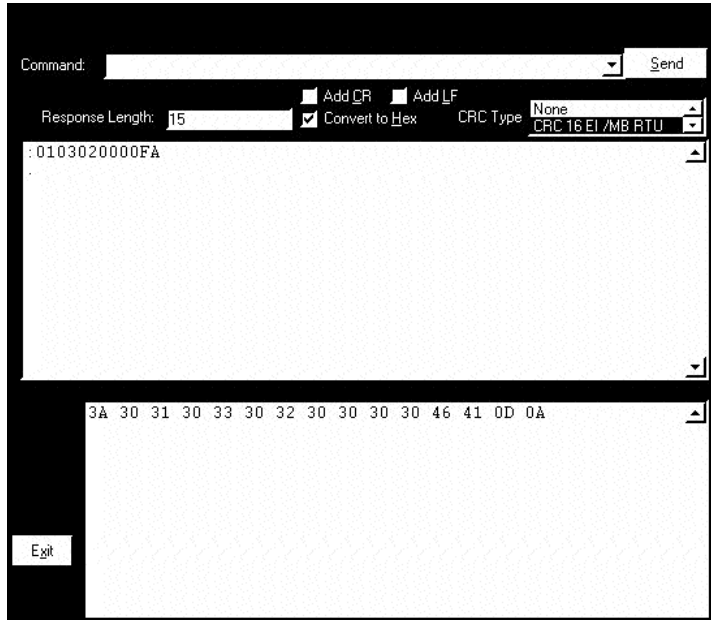 Command:
Send
Add CR
Add LF
Response Length: 15
Convert to Hex
CRC Type
None
CRC 16 EI /MB RTU
:0103020000FA
.
3A 30 31 30 33 30 32 30 30 30 30 46 41 0D 0A
Exit